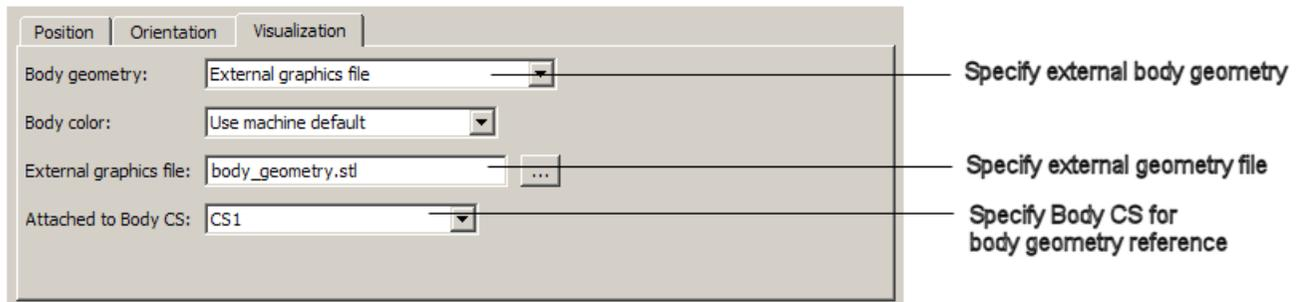 Position Orientation Visualization
Body geometry: External graphics file Specify external body geometry
Body color: Use machine default
External graphics file: body_geometry.stl ... Specify external geometry file
Attached to Body CS: CS1 Specify Body CS for
body geometry reference